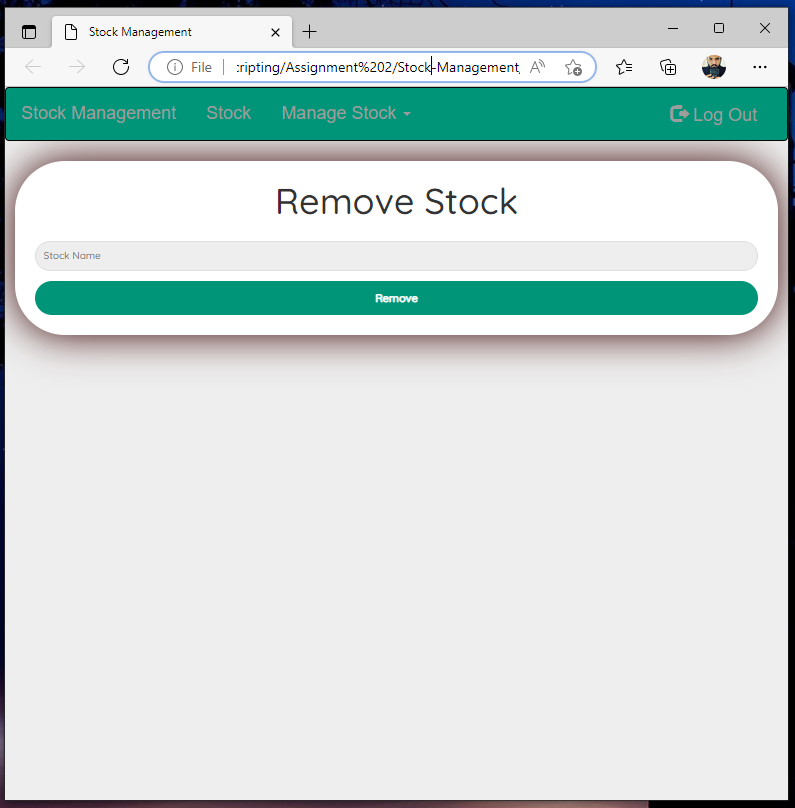 Stock Management
File :ripting/Assignment%202/Stock-Management_
Stock Management Stock Manage Stock Log Out
Remove Stock
Stock Name
Remove